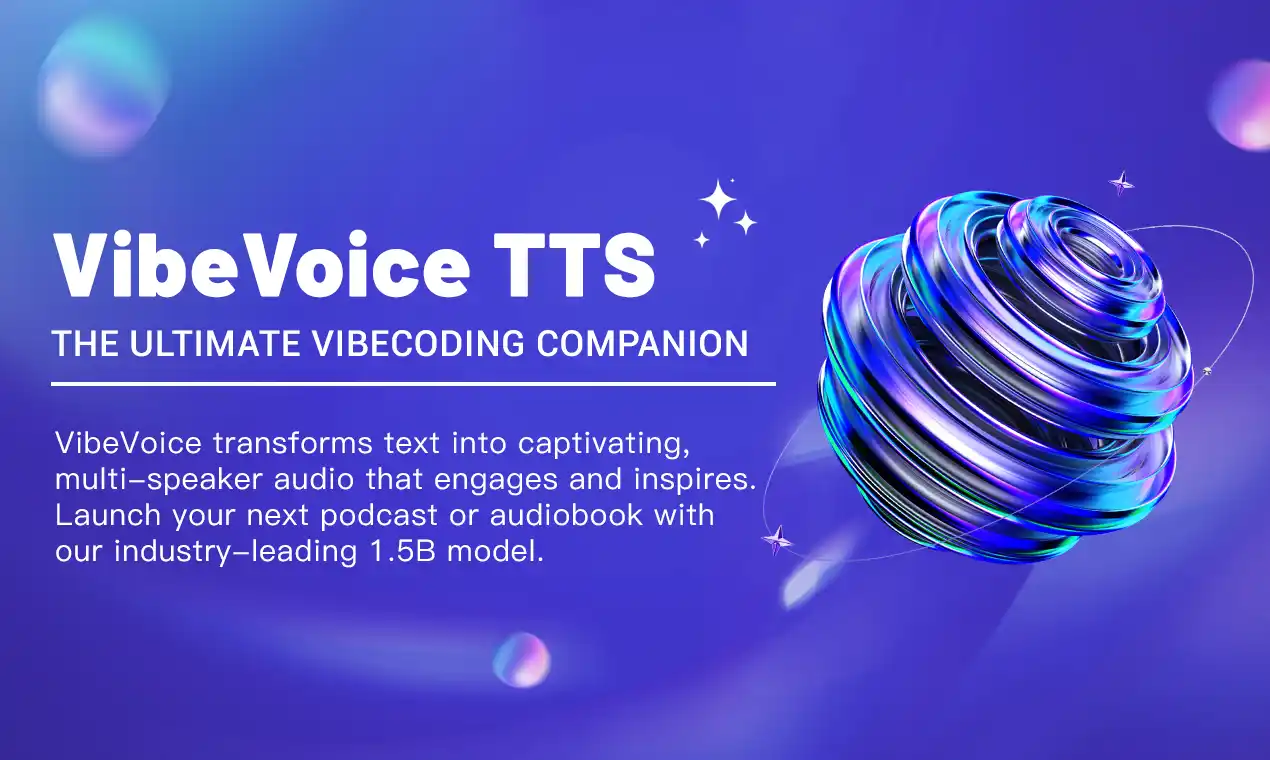 VibeVoice TTS
THE ULTIMATE VIBECODING COMPANION
VibeVoice transforms text into captivating,
multi–speaker audio that engages and inspires.
Launch your next podcast or audiobook with
our industry–leading 1.5B model.